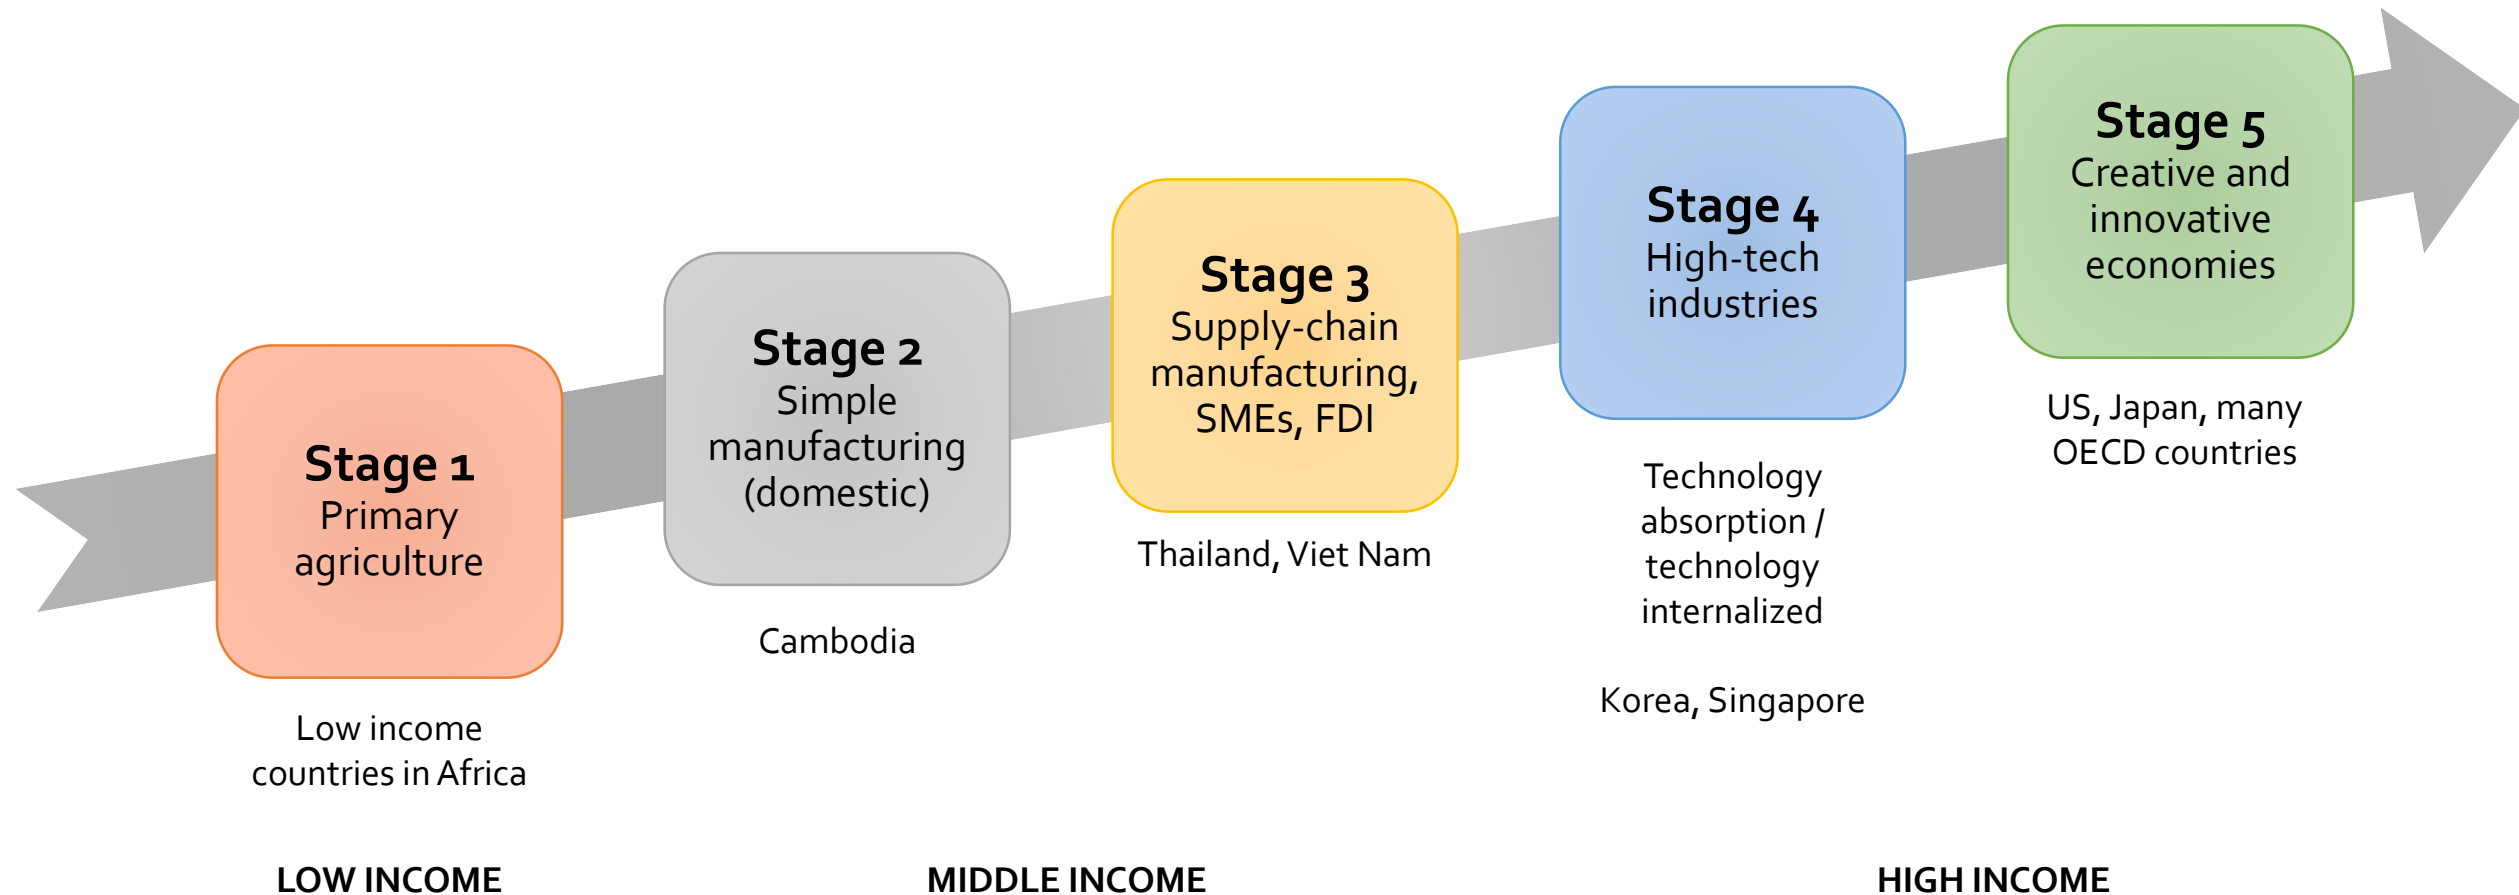 Stage 1
Primary
agriculture
Low income
countries in Africa
Stage 2
Simple
manufacturing
(domestic)
Cambodia
Stage 3
Supply-chain
manufacturing,
SMEs, FDI
Thailand, Viet Nam
Stage 4
High-tech
industries
Technology
absorption /
technology
internalized
Korea, Singapore
Stage 5
Creative and
innovative
economies
US, Japan, many
OECD countries
LOW INCOME
MIDDLE INCOME
HIGH INCOME